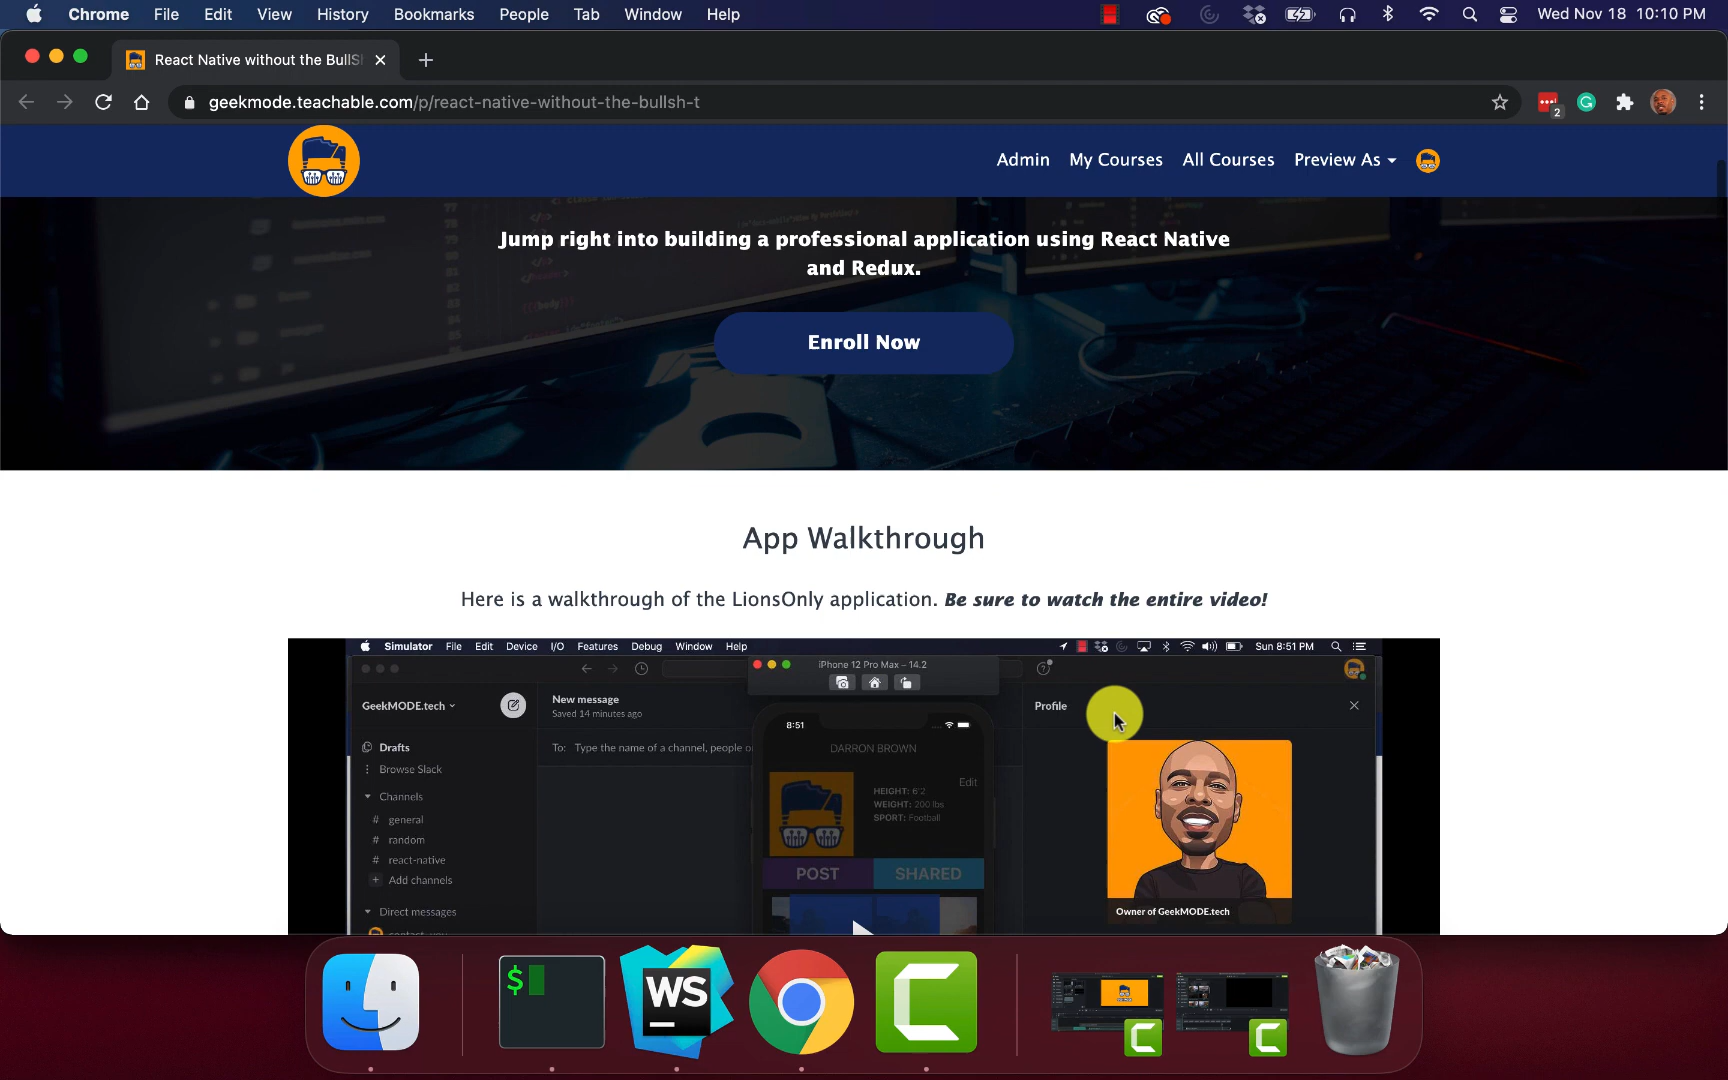 Chrome File Edit View History Bookmarks People Tab Window Help Wed Nov 18 10:10 PM
React Native without the BullS
geekmode.teachable.com/p/react-native-without-the-bullsh-t
2
Admin My Courses All Courses Preview As
Jump right into building a professional application using React Native
and Redux.
Enroll Now
App Walkthrough
Here is a walkthrough of the LionsOnly application. Be sure to watch the entire video!
Simulator File Edit Device I/O Features Debug Window Help Sun 8:51 PM
iPhone 12 Pro Max – 14.2
GeekMODE.tech
New message
Saved 14 minutes ago
Profile
8:51
Drafts
To: Type the name of a channel, people o
DARRON BROWN
Browse Slack
Edit
HEIGHT: 6'2
WEIGHT: 200 lbs
SPORT: Football
Channels
# general
# random
# react-native
+ Add channels
POST SHARED
Direct messages
Owner of GeekMODE.tech
$
WS